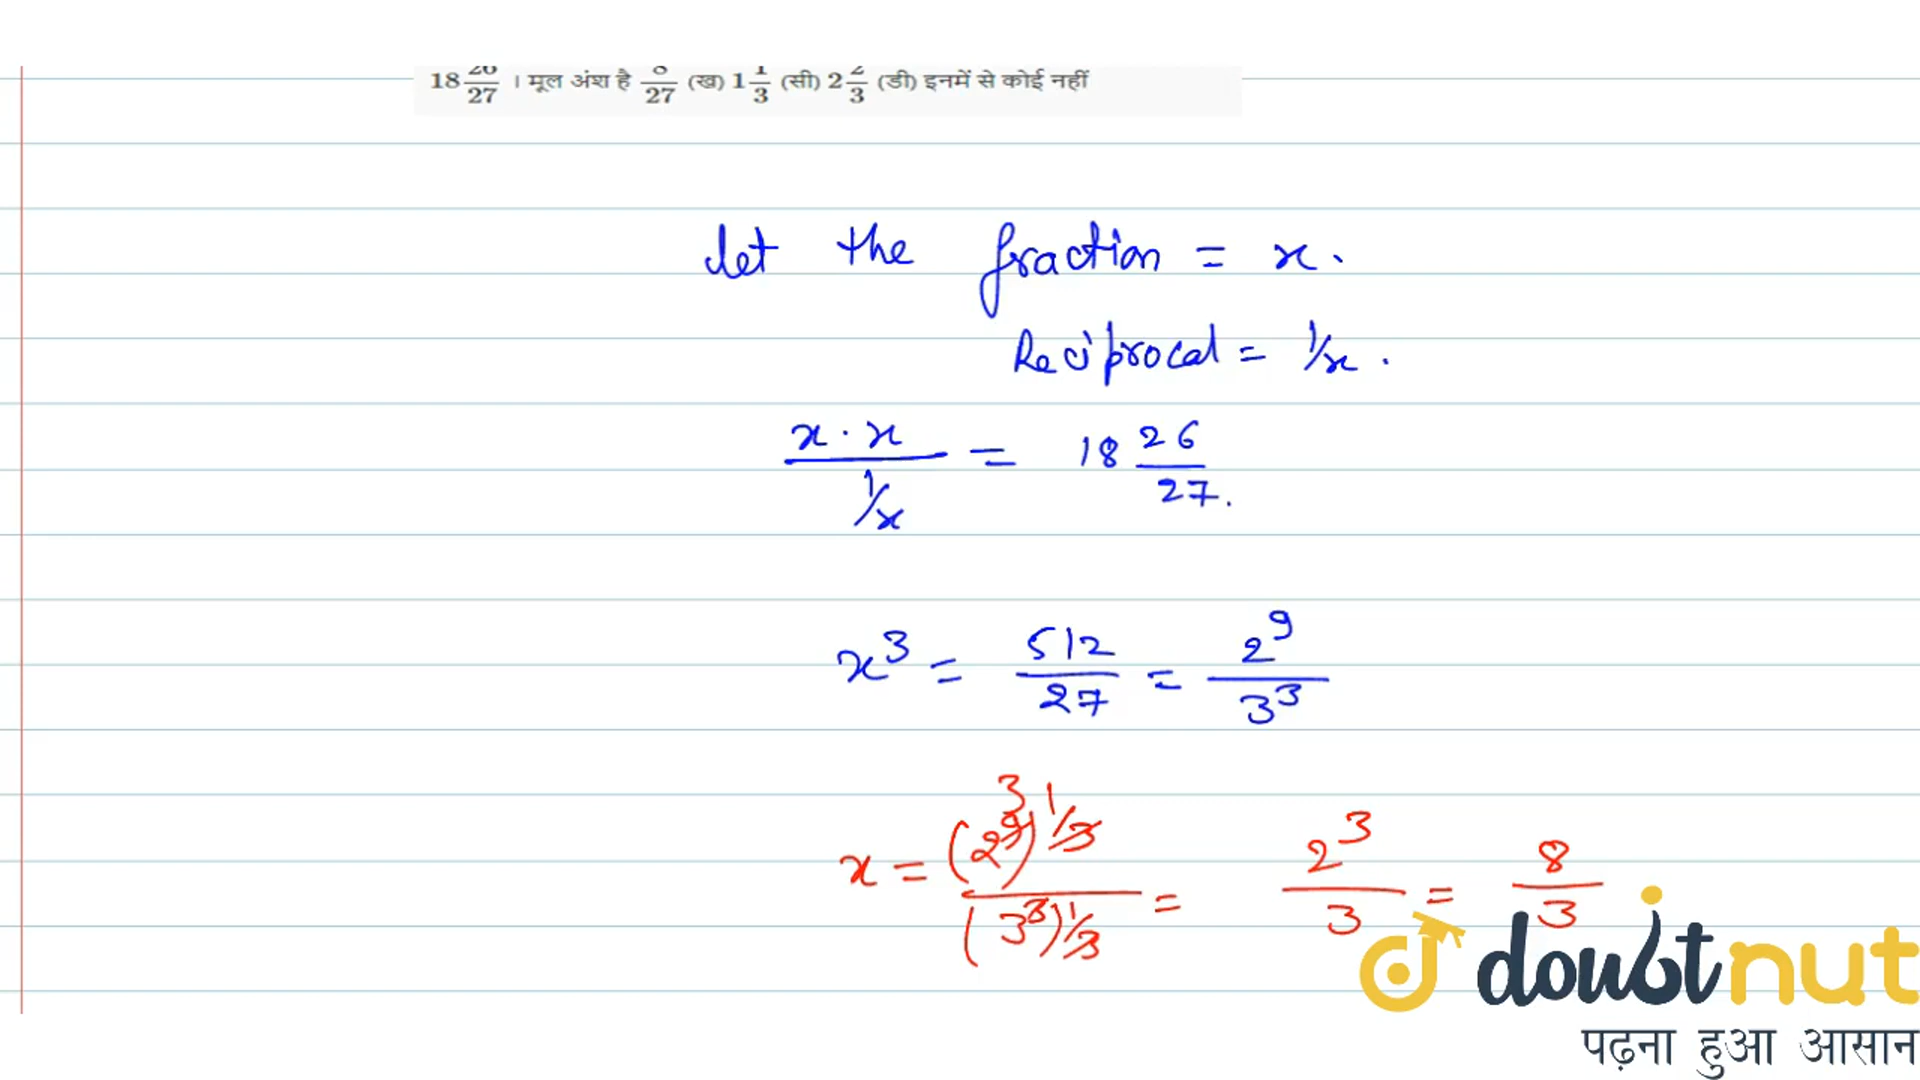 18 26/27 । मूल अंश है 8/27 (ख) 1 1/3 (सी) 2 2/3 (डी) इनमें से कोई नहीं
let the fraction = x.
Reciprocal = 1/x.
x·x / 1/x = 18 26/27.
x³ = 512/27 = 2⁹/3³
x = (2⁹)^1/3 / (3³)^1/3 = 2³/3 = 8/3
doubtnut
पढ़ना हुआ आसान